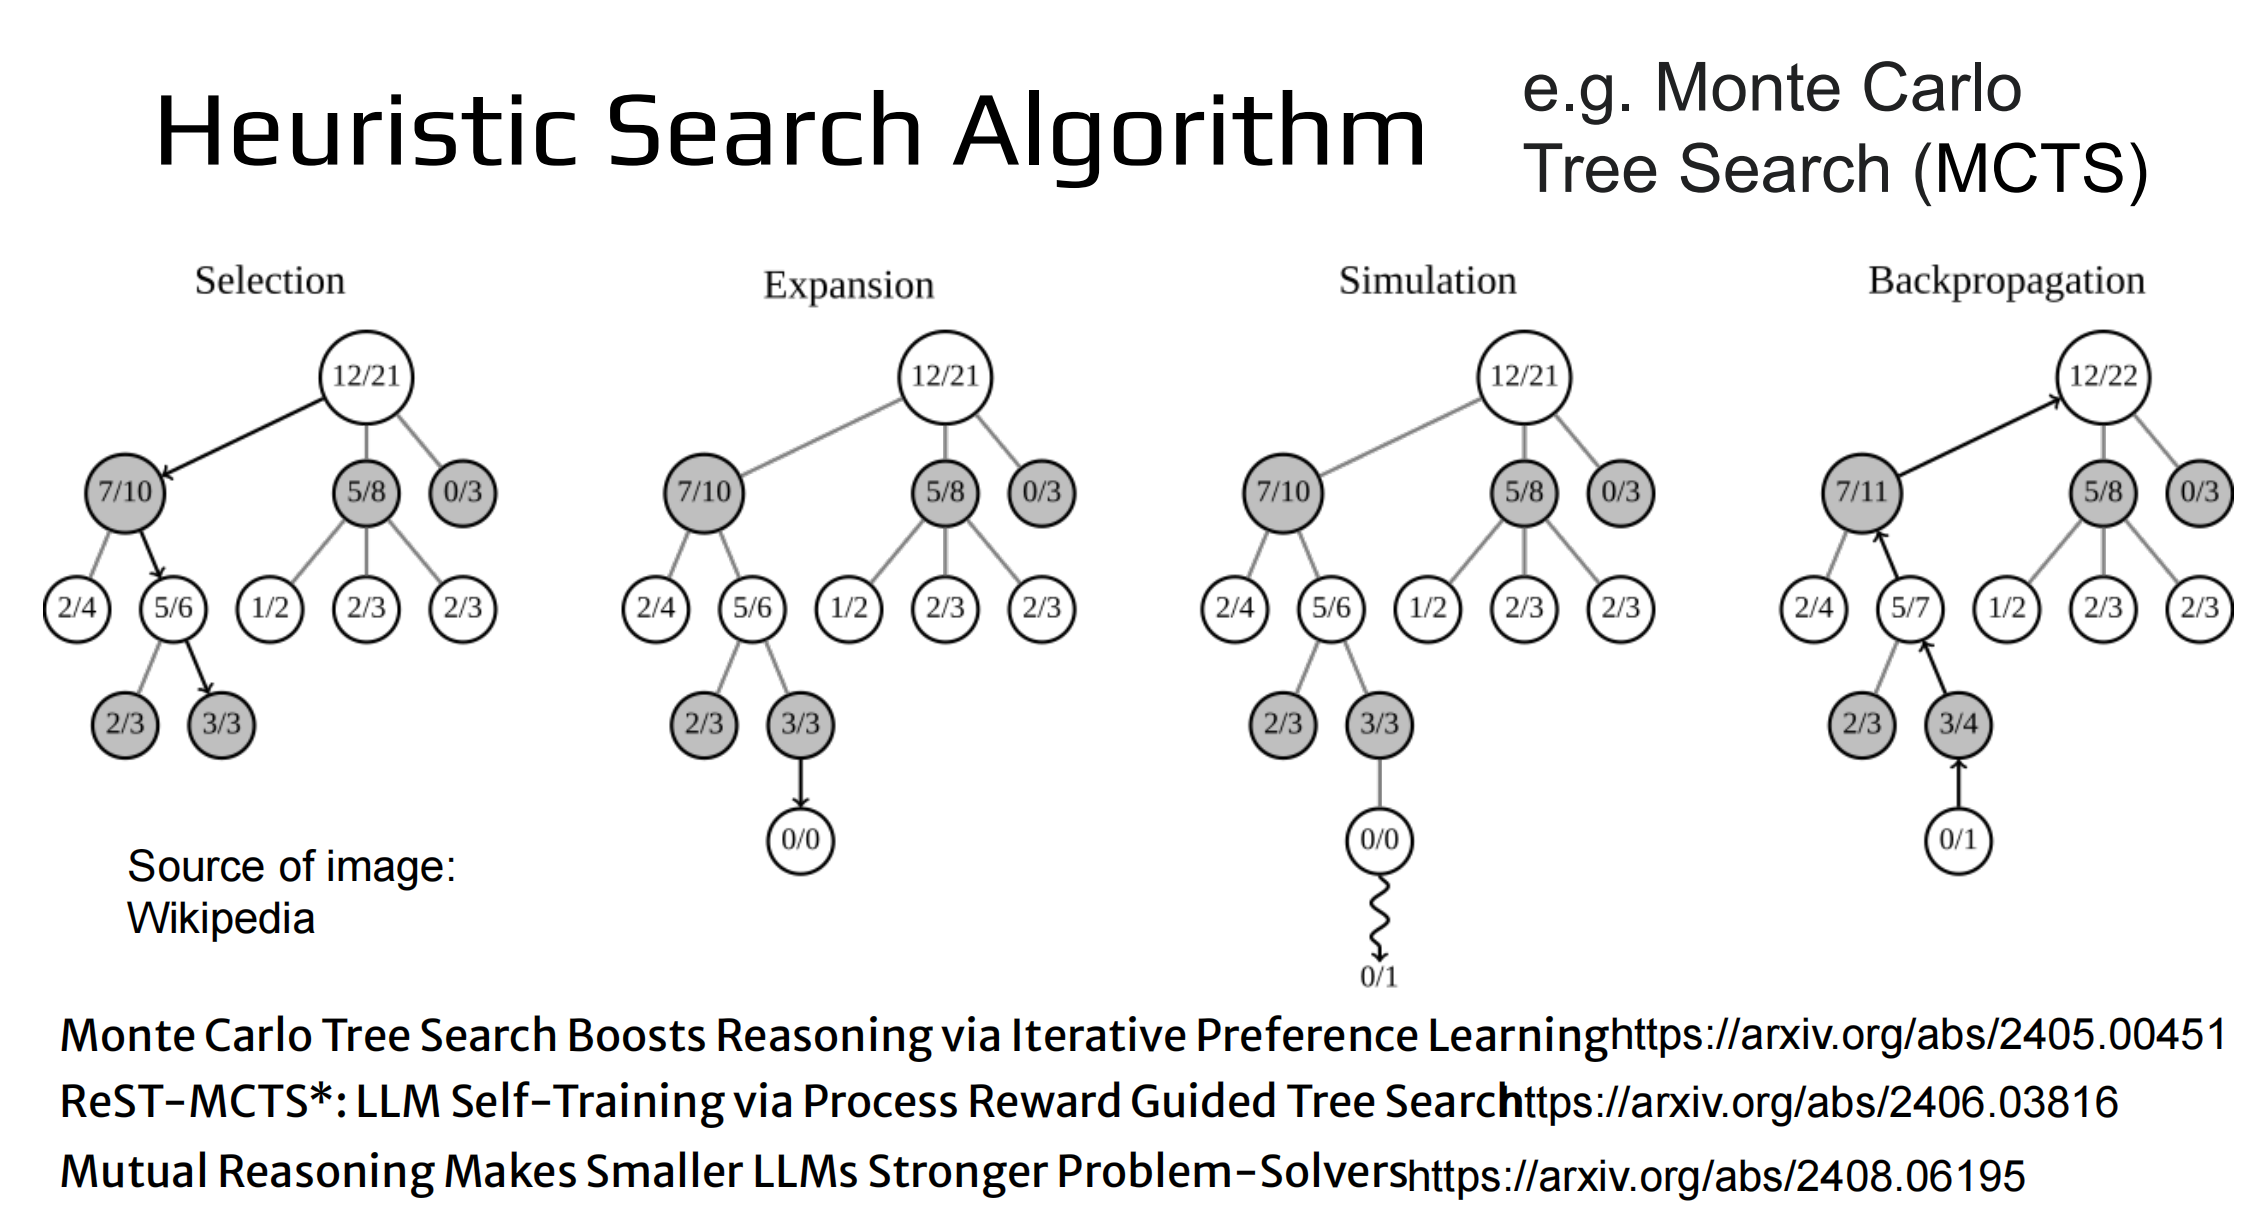 Heuristic Search Algorithm
e.g. Monte Carlo
Tree Search (MCTS)
Selection
12/21
7/10 5/8 0/3
2/4 5/6 1/2 2/3 2/3
2/3 3/3
Expansion
12/21
7/10 5/8 0/3
2/4 5/6 1/2 2/3 2/3
2/3 3/3
0/0
Simulation
12/21
7/10 5/8 0/3
2/4 5/6 1/2 2/3 2/3
2/3 3/3
0/0
0/1
Backpropagation
12/22
7/11 5/8 0/3
2/4 5/7 1/2 2/3 2/3
2/3 3/4
0/1
Source of image:
Wikipedia
Monte Carlo Tree Search Boosts Reasoning via Iterative Preference Learninghttps://arxiv.org/abs/2405.00451
ReST-MCTS*: LLM Self-Training via Process Reward Guided Tree Searchhttps://arxiv.org/abs/2406.03816
Mutual Reasoning Makes Smaller LLMs Stronger Problem-Solvershttps://arxiv.org/abs/2408.06195